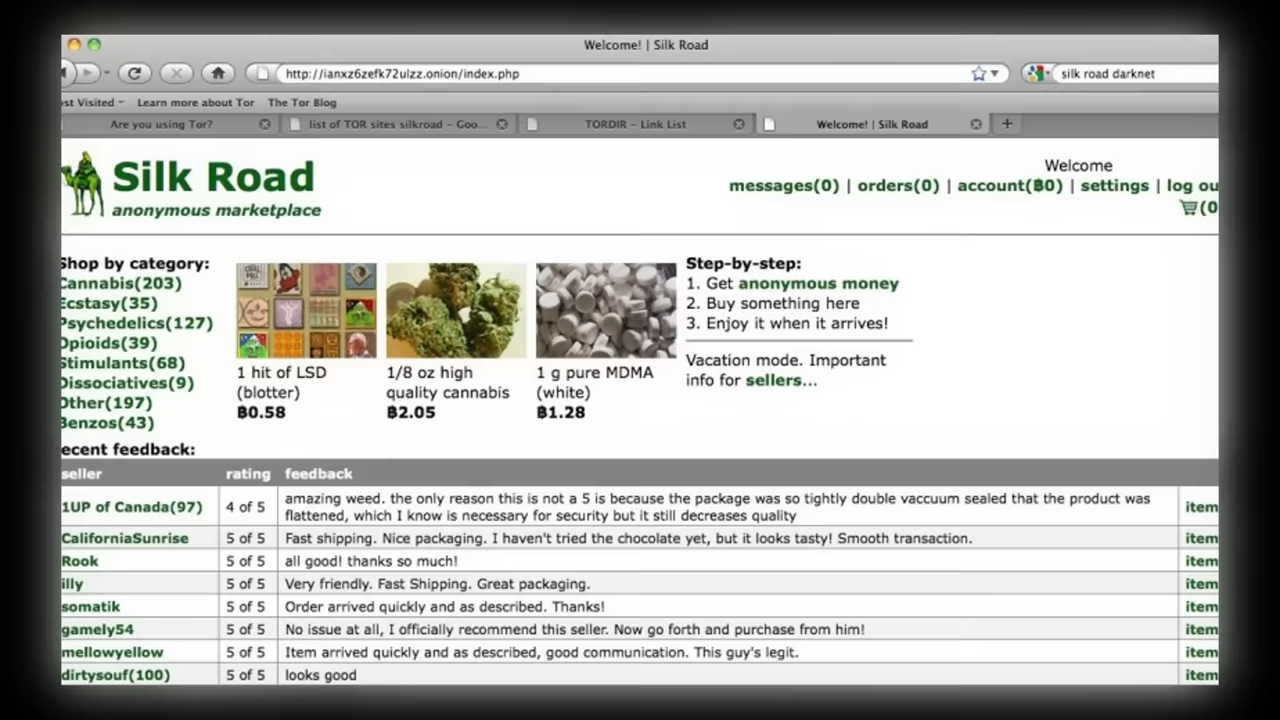 Welcome! | Silk Road
http://ianxz6zefk72ulzz.onion/index.php
silk road darknet
ost Visited
Learn more about Tor
The Tor Blog
Are you using Tor?
list of TOR sites silkroad – Goo...
TORDIR – Link List
Welcome! | Silk Road
Silk Road
anonymous marketplace
Welcome
messages(0) | orders(0) | account(฿0) | settings | log ou
(0
Shop by category:
Cannabis(203)
Ecstasy(35)
Psychedelics(127)
Opioids(39)
Stimulants(68)
Dissociatives(9)
Other(197)
Benzos(43)
1 hit of LSD
(blotter)
฿0.58
1/8 oz high
quality cannabis
฿2.05
1 g pure MDMA
(white)
฿1.28
Step-by-step:
1. Get anonymous money
2. Buy something here
3. Enjoy it when it arrives!
Vacation mode. Important
info for sellers...
ecent feedback:
seller rating feedback
1UP of Canada(97) 4 of 5 amazing weed. the only reason this is not a 5 is because the package was so tightly double vaccuum sealed that the product was
flattened, which I know is necessary for security but it still decreases quality item
CaliforniaSunrise 5 of 5 Fast shipping. Nice packaging. I haven't tried the chocolate yet, but it looks tasty! Smooth transaction. item
Rook 5 of 5 all good! thanks so much! item
illy 5 of 5 Very friendly. Fast Shipping. Great packaging. item
somatik 5 of 5 Order arrived quickly and as described. Thanks! item
gamely54 5 of 5 No issue at all, I officially recommend this seller. Now go forth and purchase from him! item
mellowyellow 5 of 5 Item arrived quickly and as described, good communication. This guy's legit. item
dirtysouf(100) 5 of 5 looks good item